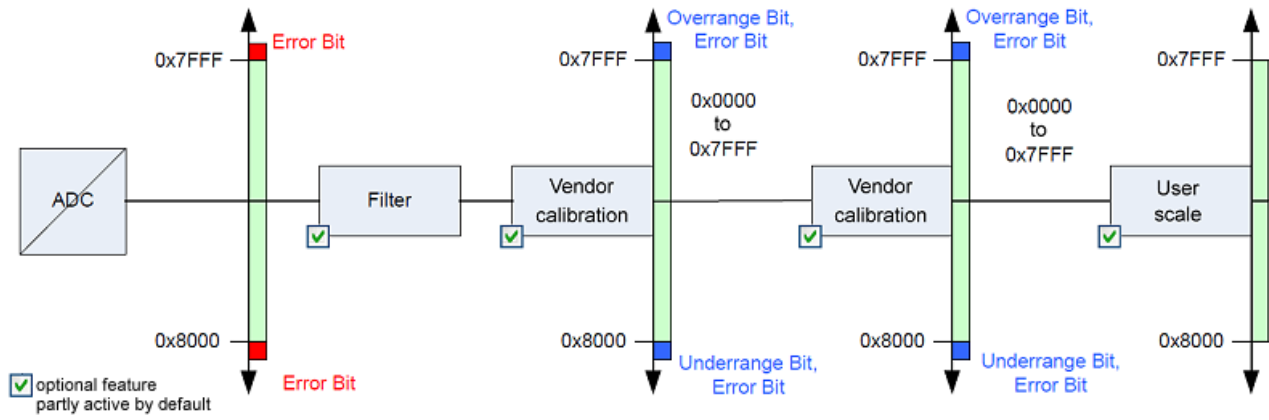 Error Bit
0x7FFF
ADC
0x8000
Error Bit
Filter
Vendor
calibration
Overrange Bit,
Error Bit
0x7FFF
0x0000
to
0x7FFF
0x8000
Underrange Bit,
Error Bit
Vendor
calibration
Overrange Bit,
Error Bit
0x7FFF
0x0000
to
0x7FFF
0x8000
Underrange Bit,
Error Bit
User
scale
0x7FFF
0x8000
optional feature
partly active by default